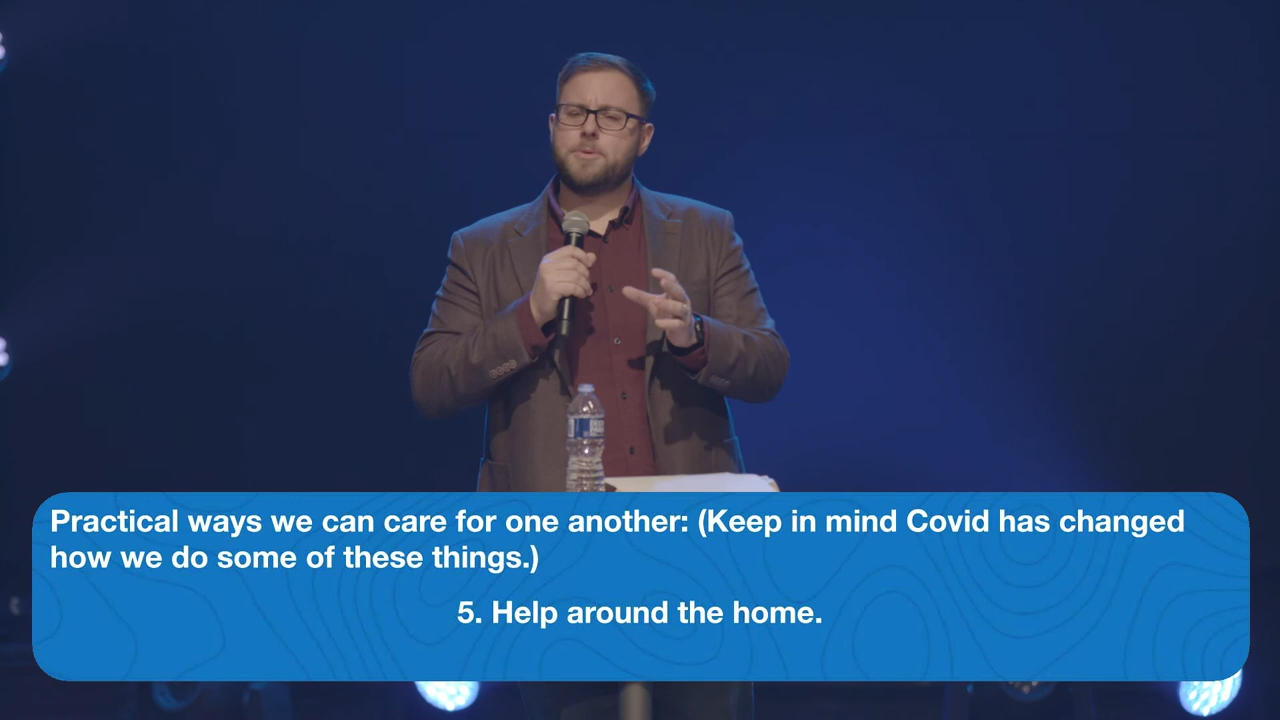 Practical ways we can care for one another: (Keep in mind Covid has changed
how we do some of these things.)
5. Help around the home.